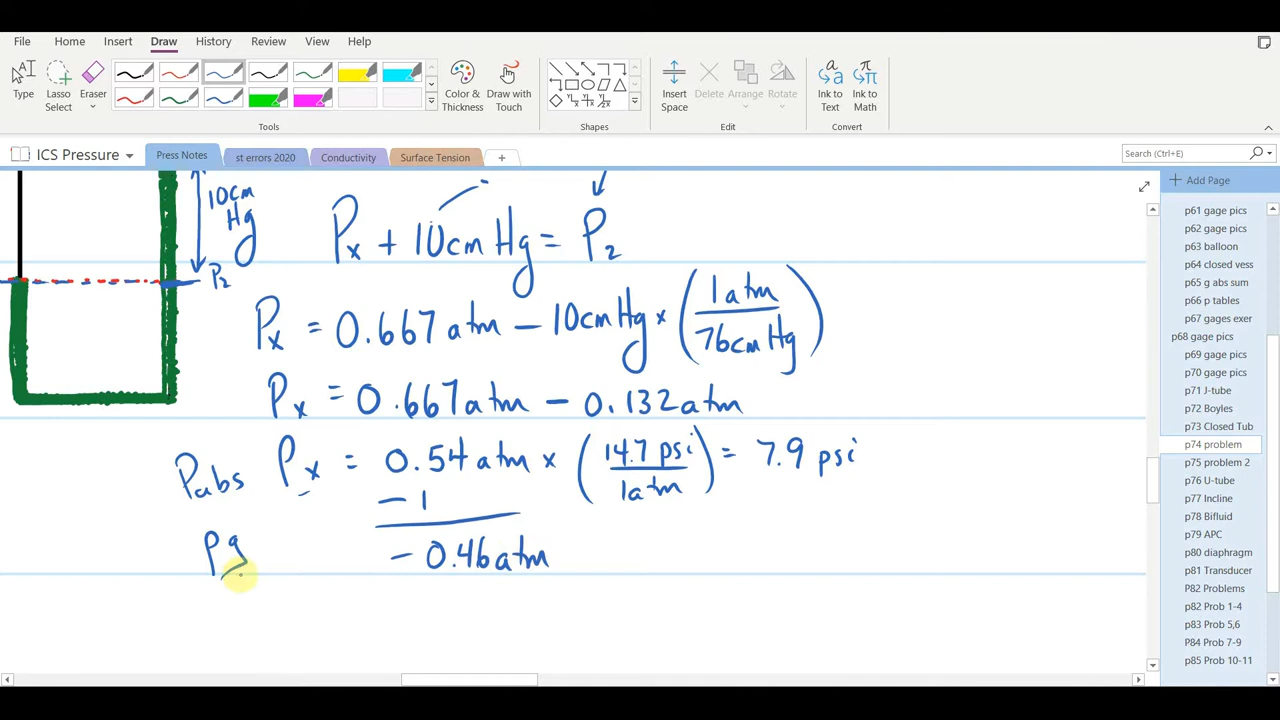 File Home Insert Draw History Review View Help
Type Lasso Select Eraser Color & Thickness Draw with Touch Insert Space Delete Arrange Rotate Ink to Text Ink to Math
Tools Shapes Edit Convert
ICS Pressure Press Notes st errors 2020 Conductivity Surface Tension + Search (Ctrl+E)
Add Page
p61 gage pics
p62 gage pics
p63 balloon
p64 closed vess
p65 g abs sum
p66 p tables
p67 gages exer
p68 gage pics
p69 gage pics
p70 gage pics
p71 J-tube
p72 Boyles
p73 Closed Tub
p74 problem
p75 problem 2
p76 U-tube
p77 Incline
p78 Bifluid
p79 APC
p80 diaphragm
p81 Transducer
P82 Problems
p82 Prob 1-4
p83 Prob 5,6
P84 Prob 7-9
p85 Prob 10-11
10cm
Hg
P2
Px + 10cm Hg = P2
Px = 0.667 atm - 10cm Hg × (1 atm / 76cm Hg)
Px = 0.667 atm - 0.132 atm
Pabs Px = 0.54 atm × (14.7 psi / 1 atm) = 7.9 psi
- 1
Pg - 0.46 atm